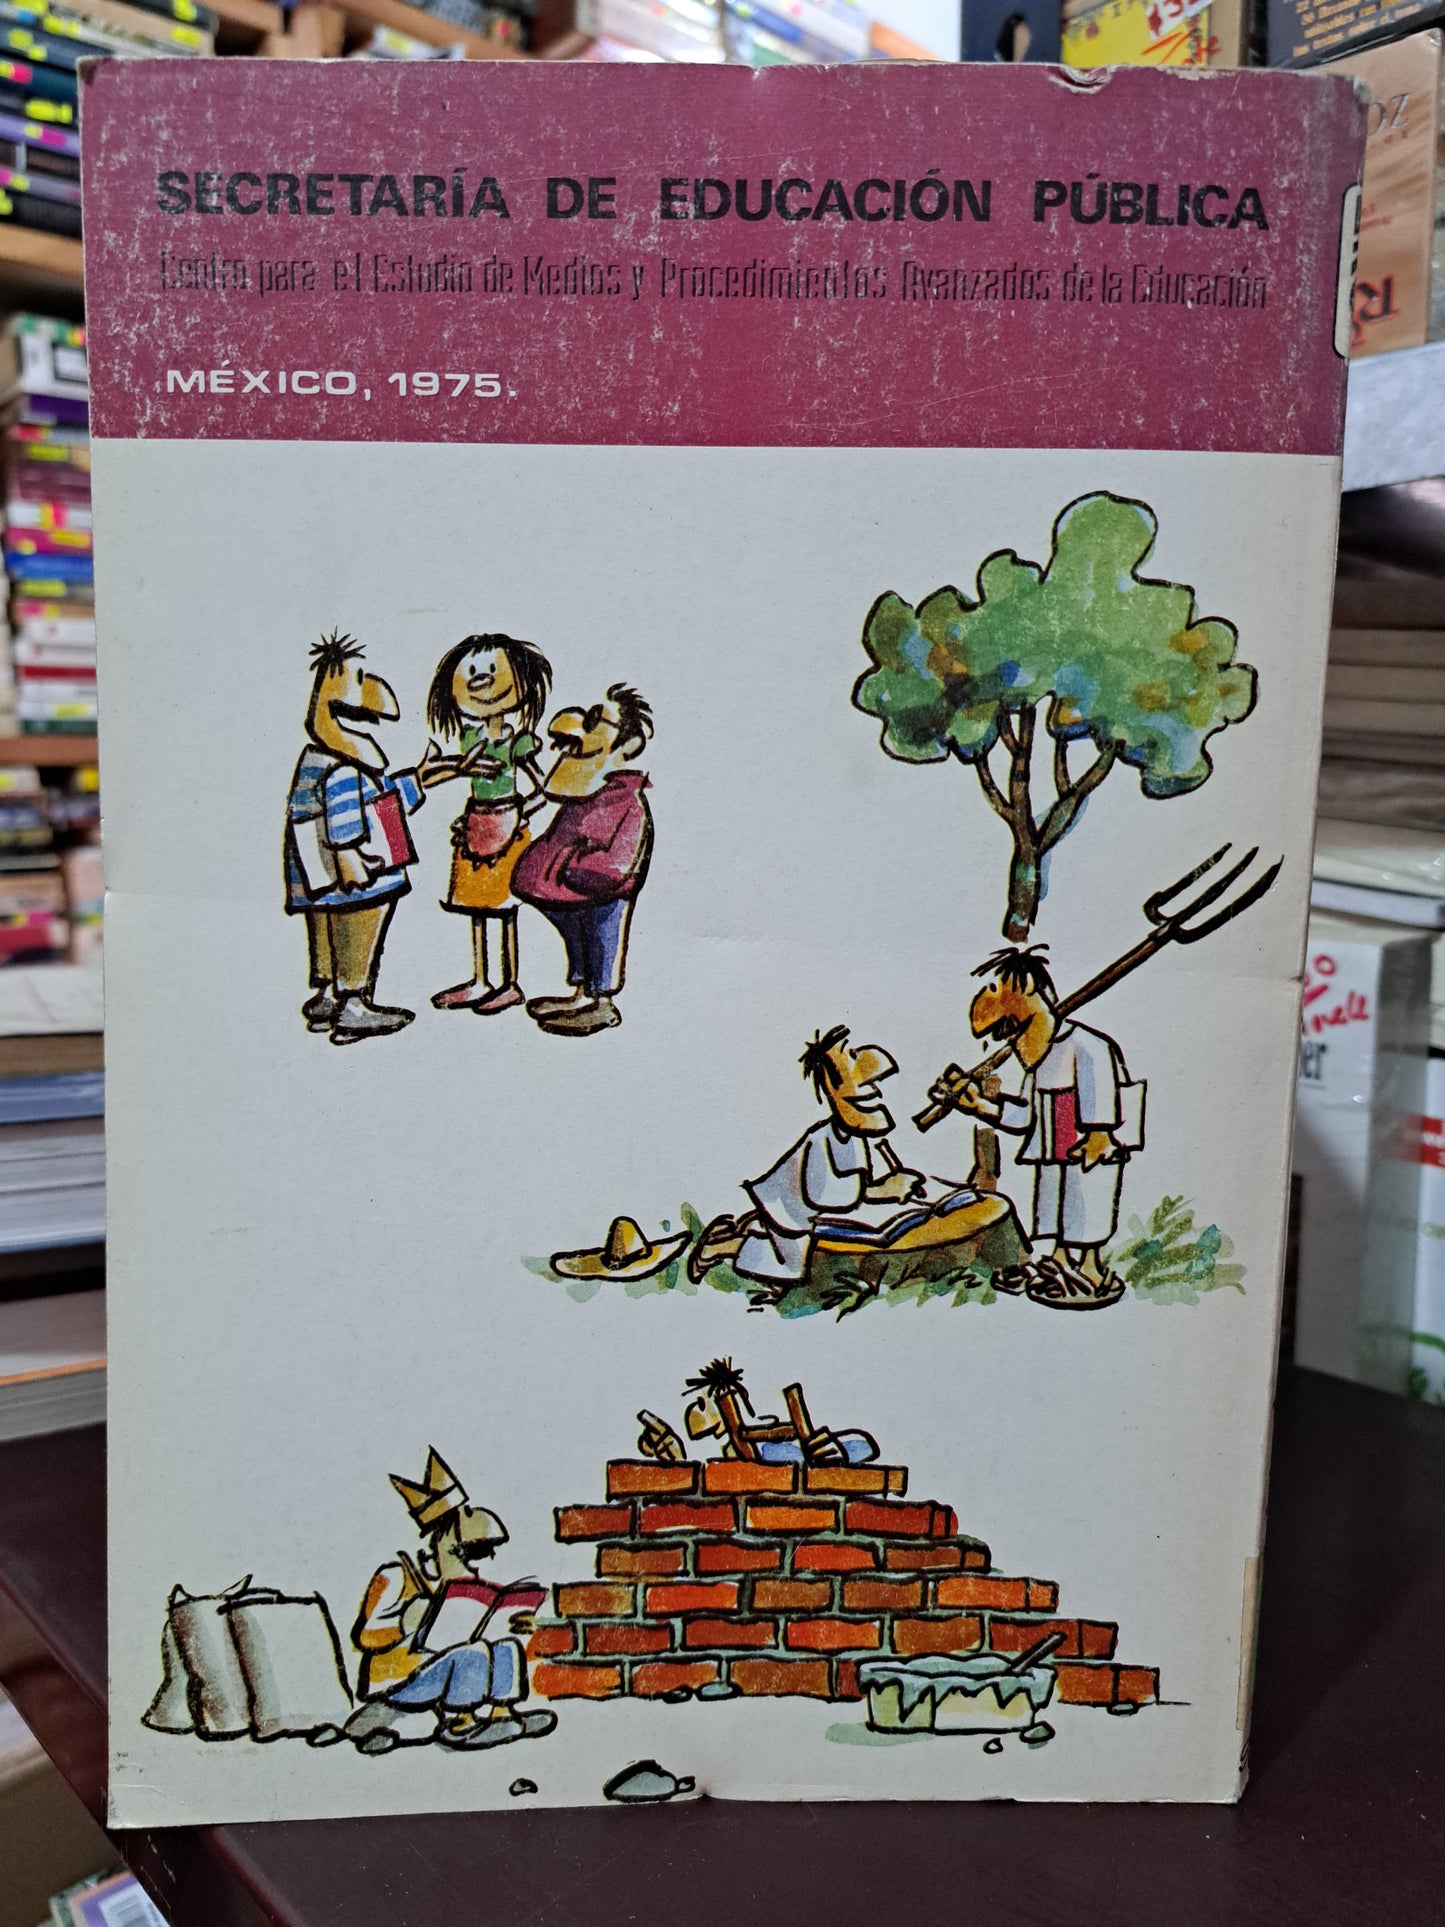 SECRETARÍA DE EDUCACIÓN PÚBLICA
Centro para el Estudio de Medios y Procedimientos Avanzados de la Educación
MÉXICO, 1975.